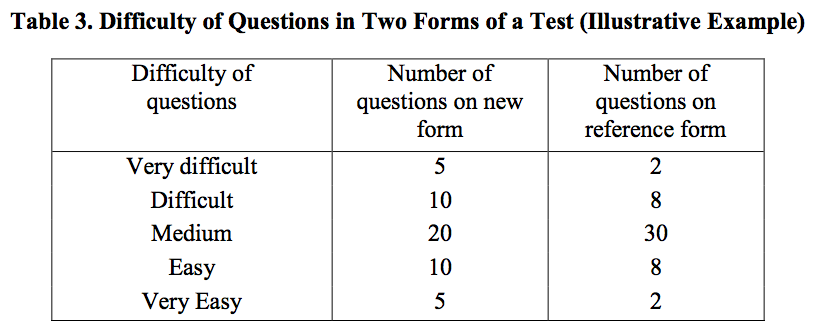 Table 3. Difficulty of Questions in Two Forms of a Test (Illustrative Example)
Difficulty of questions Number of questions on new form Number of questions on reference form
Very difficult 5 2
Difficult 10 8
Medium 20 30
Easy 10 8
Very Easy 5 2